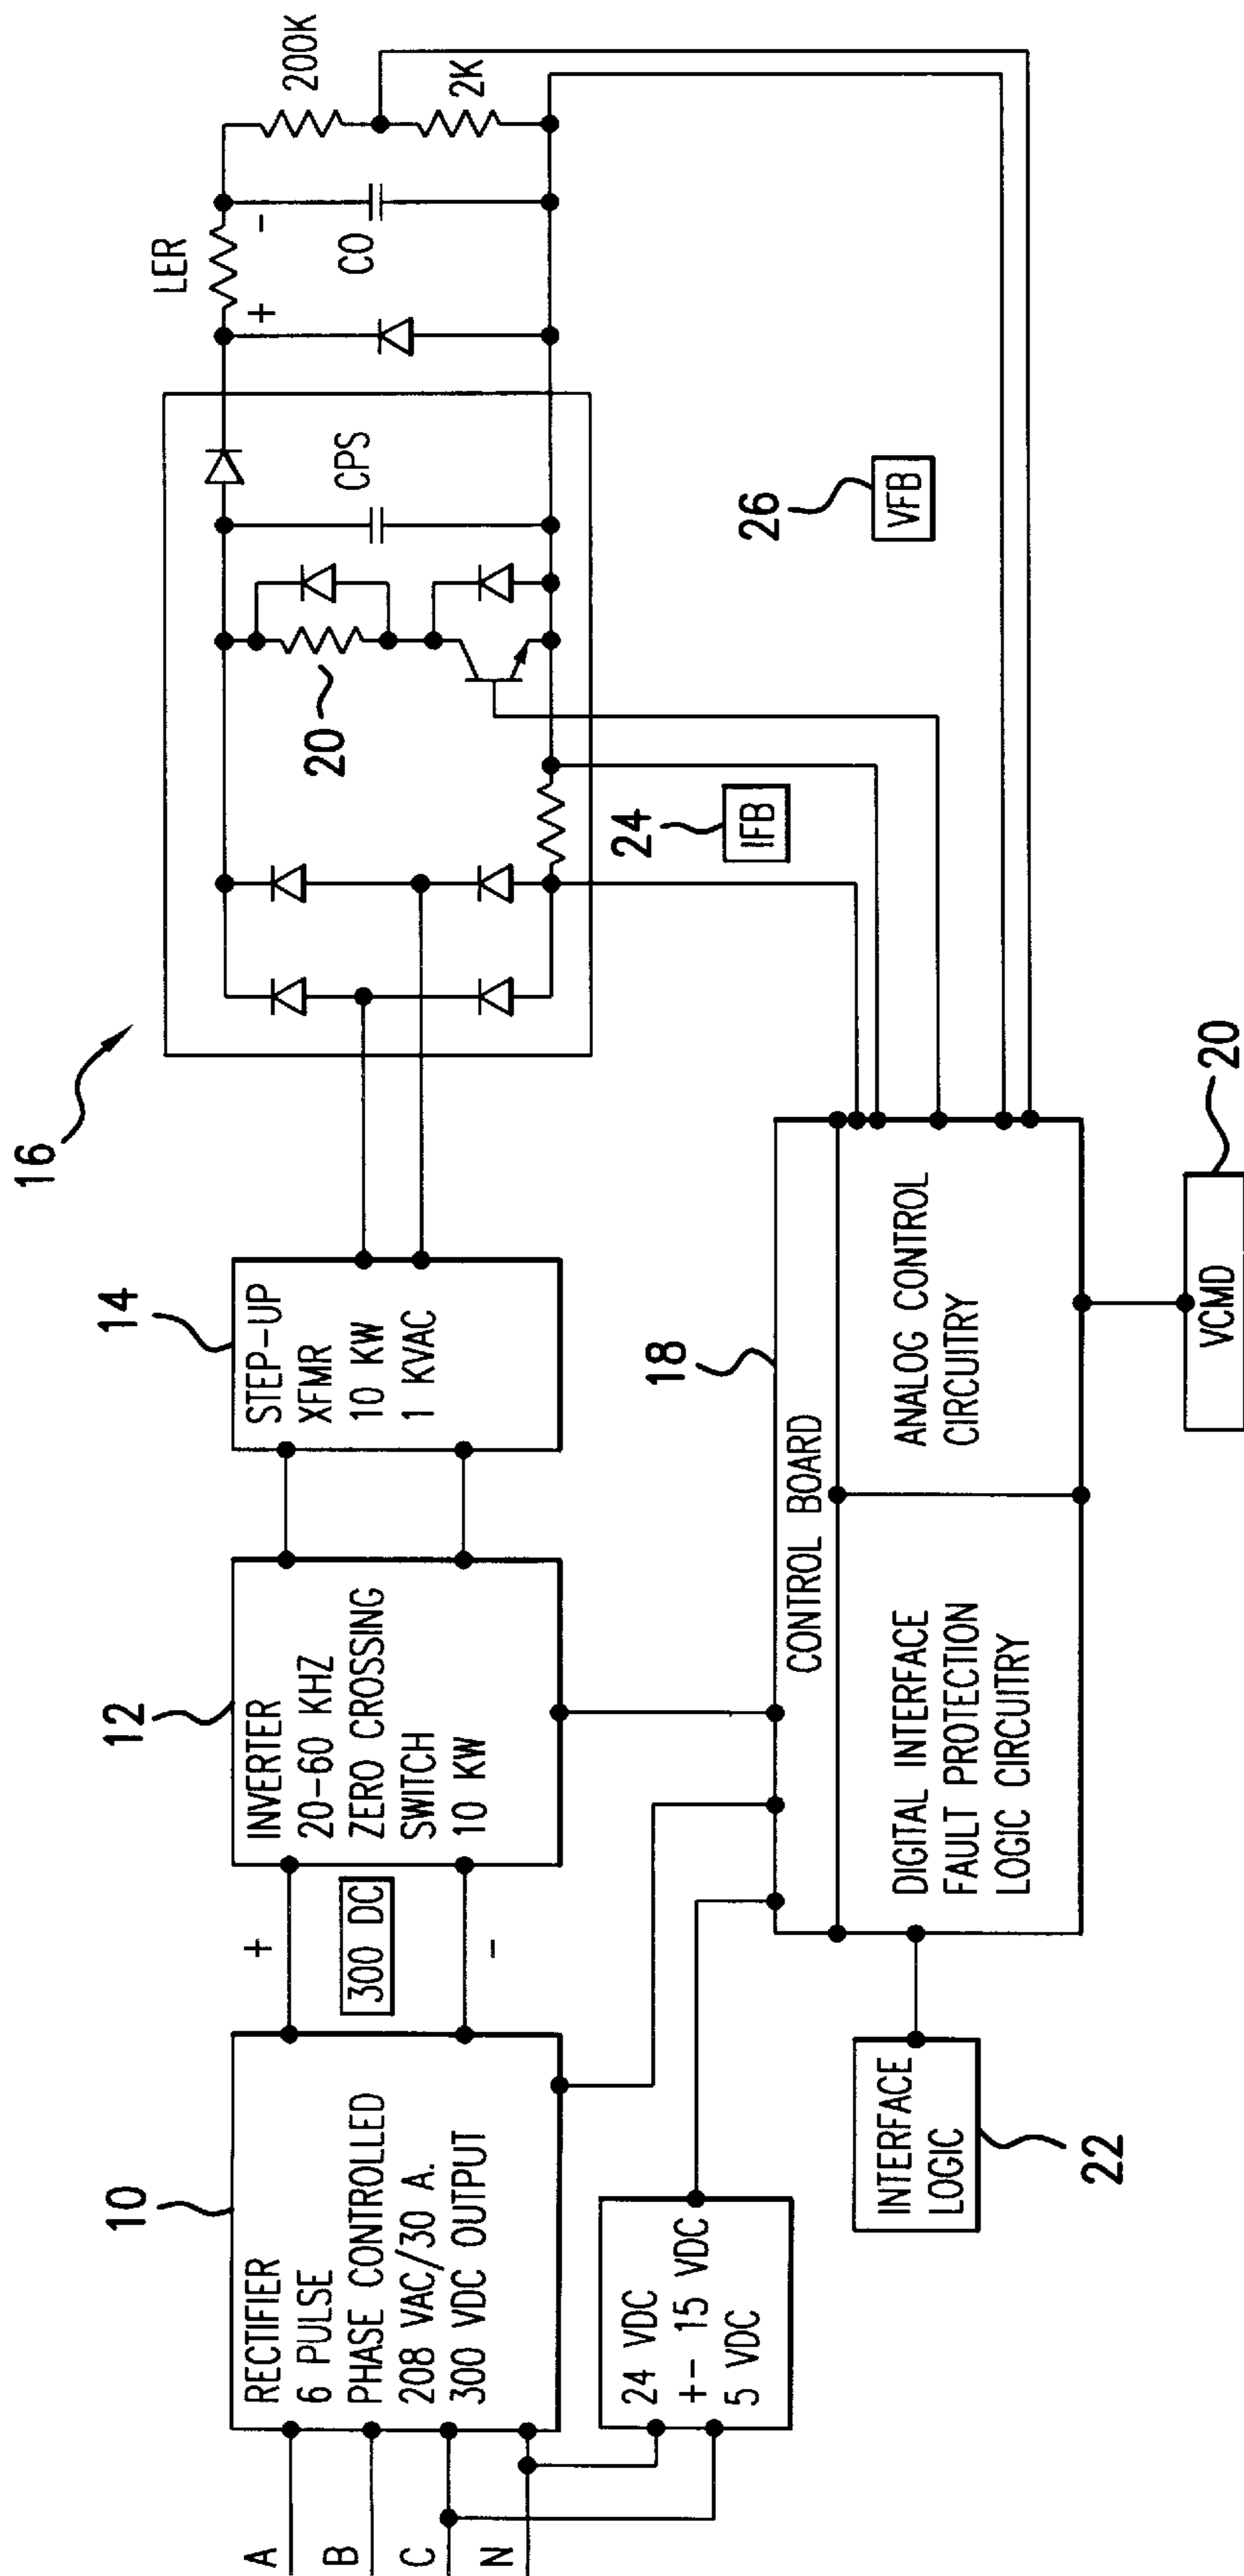 A
B
C
N
10
RECTIFIER
6 PULSE
PHASE CONTROLLED
208 VAC/30 A.
300 VDC OUTPUT
+
300 DC
-
12
INVERTER
20-60 KHZ
ZERO CROSSING
SWITCH
10 KW
14
STEP-UP
XFMR
10 KW
1 KVAC
16
20
CPS
+
LER
-
CO
200K
2K
24
IFB
26
VFB
24 VDC
+- 15 VDC
5 VDC
18
CONTROL BOARD
DIGITAL INTERFACE
FAULT PROTECTION
LOGIC CIRCUITRY
ANALOG CONTROL
CIRCUITRY
INTERFACE
LOGIC
22
VCMD
20